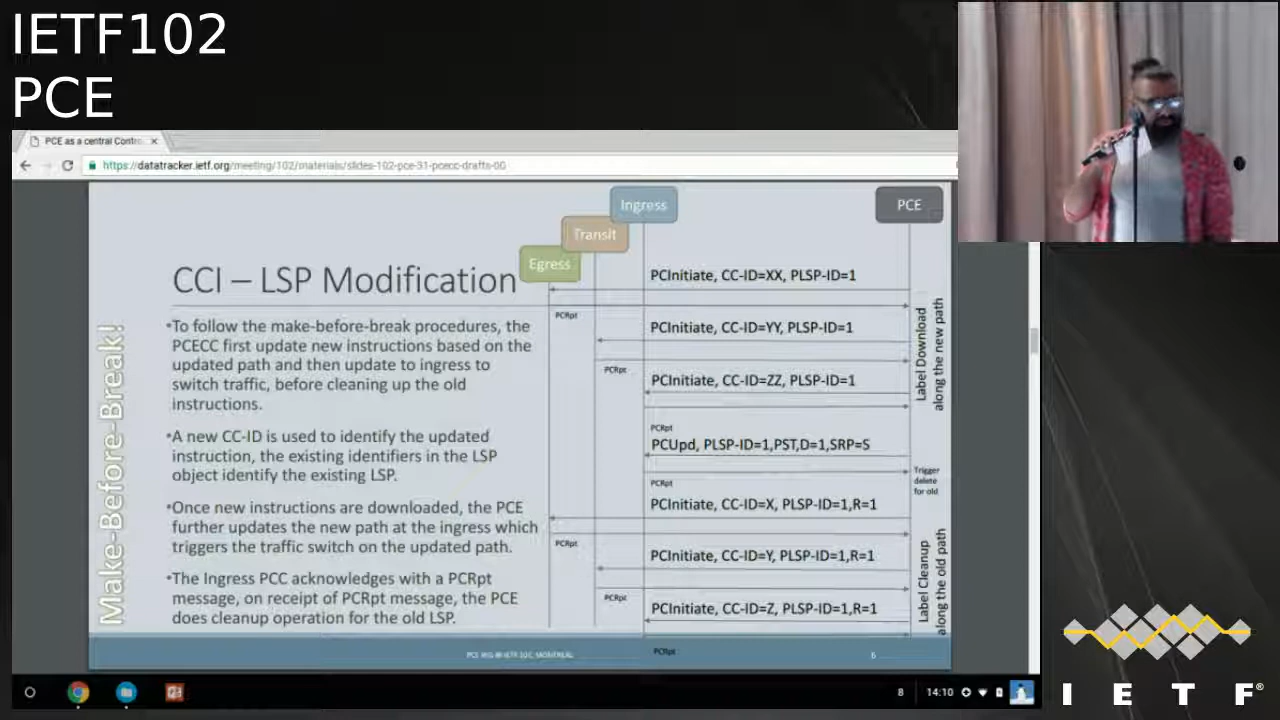 IETF102
PCE
PCE as a central Contro
https://datatracker.ietf.org/meeting/102/materials/slides-102-pce-31-pcecc-drafts-00
Ingress
PCE
Transit
Egress
CCI – LSP Modification
Make-Before-Break!
•To follow the make-before-break procedures, the
PCECC first update new instructions based on the
updated path and then update to ingress to
switch traffic, before cleaning up the old
instructions.
•A new CC-ID is used to identify the updated
instruction, the existing identifiers in the LSP
object identify the existing LSP.
•Once new instructions are downloaded, the PCE
further updates the new path at the ingress which
triggers the traffic switch on the updated path.
•The Ingress PCC acknowledges with a PCRpt
message, on receipt of PCRpt message, the PCE
does cleanup operation for the old LSP.
PCInitiate, CC-ID=XX, PLSP-ID=1
PCRpt
PCInitiate, CC-ID=YY, PLSP-ID=1
PCRpt
PCInitiate, CC-ID=ZZ, PLSP-ID=1
PCRpt
PCUpd, PLSP-ID=1,PST,D=1,SRP=S
PCRpt
PCInitiate, CC-ID=X, PLSP-ID=1,R=1
PCRpt
PCInitiate, CC-ID=Y, PLSP-ID=1,R=1
PCRpt
PCInitiate, CC-ID=Z, PLSP-ID=1,R=1
PCRpt
Label Download
along the new path
Trigger
delete
for old
Label Cleanup
along the old path
PCE WG @ IETF 102, MONTREAL
6
8
14:10
I E T F®